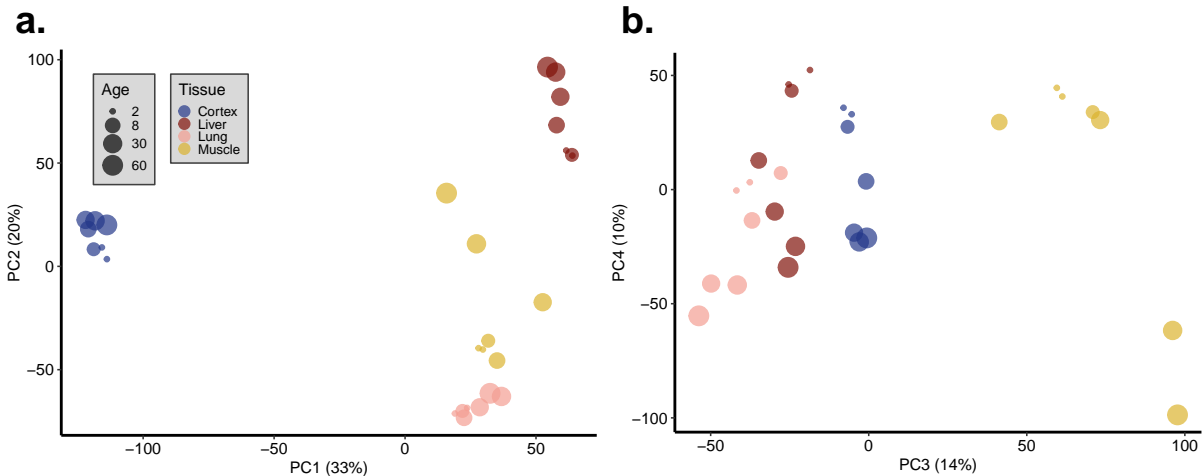 a.
100
50
0
−50
−100
0
50
PC2 (20%)
PC1 (33%)
Age
2
8
30
60
Tissue
Cortex
Liver
Lung
Muscle
b.
50
0
−50
−100
−50
0
50
100
PC4 (10%)
PC3 (14%)